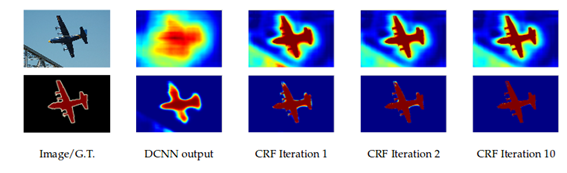 Image/G.T.
DCNN output
CRF Iteration 1
CRF Iteration 2
CRF Iteration 10